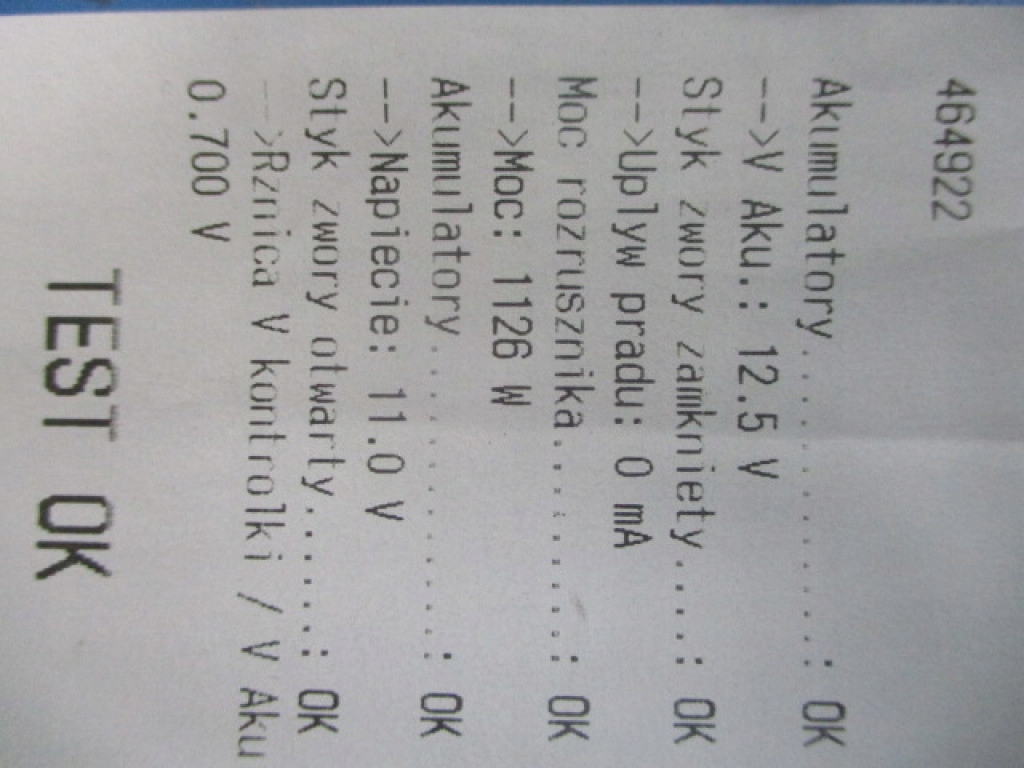 464922
Akumulatory..........: OK
-->V Aku.: 12.5 V
Styk zwory zamkniety....: OK
-->Uplyw pradu: 0 mA
Moc rozrusznika.........: OK
-->Moc: 1126 W
Akumulatory..........: OK
-->Napiecie: 11.0 V
Styk zwory otwarty......: OK
-->Rznica V kontrolki / V Aku
0.700 V
TEST OK